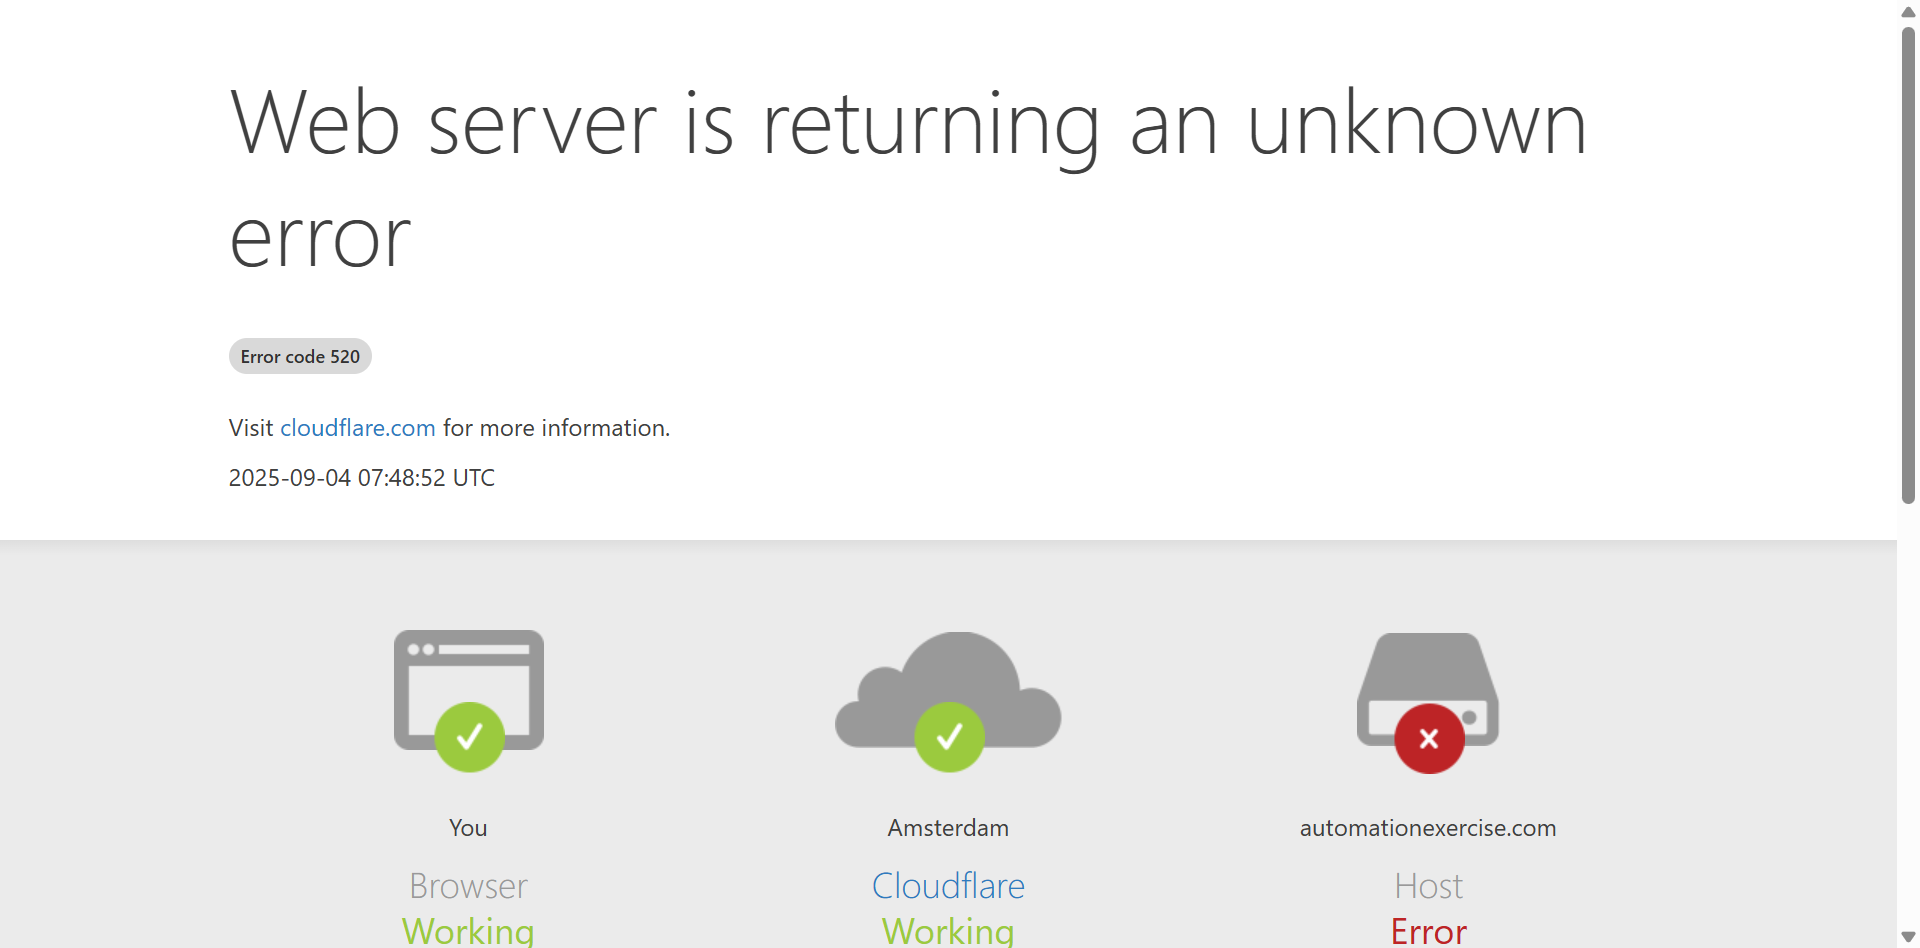 Web server is returning an unknown
error
Error code 520
Visit cloudflare.com for more information.
2025-09-04 07:48:52 UTC
You
Browser
Working
Amsterdam
Cloudflare
Working
automationexercise.com
Host
Error